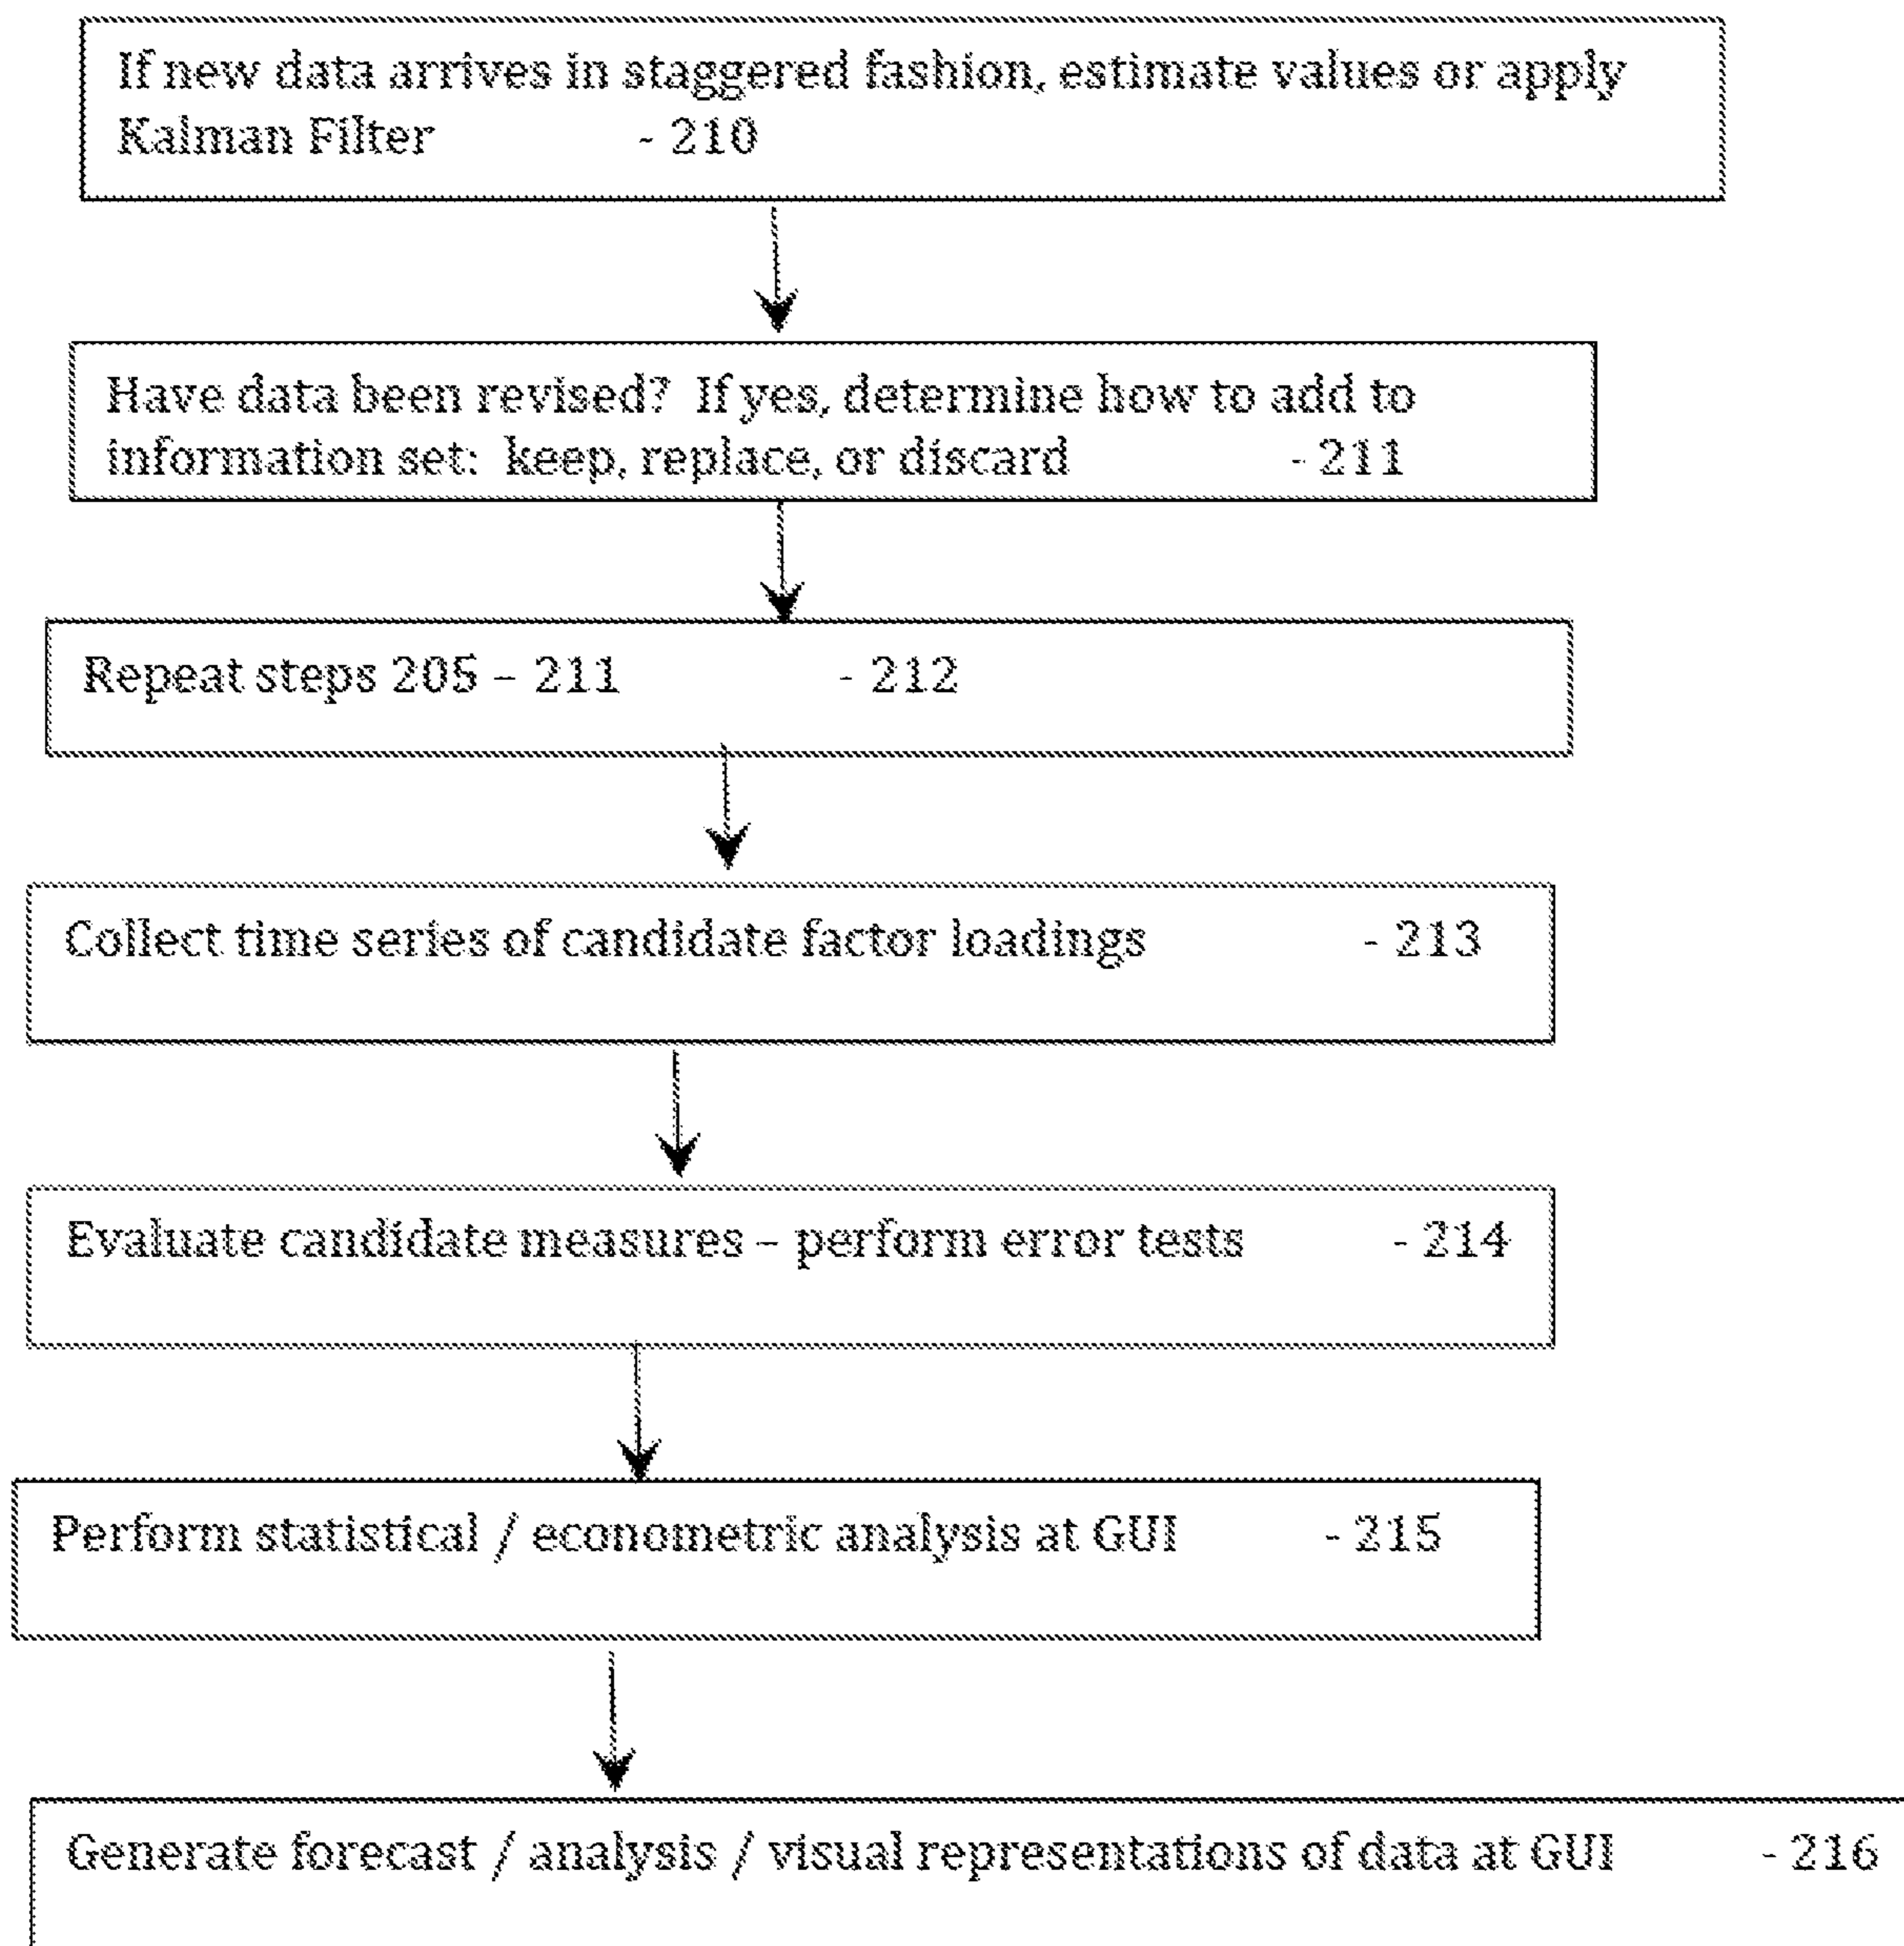 If new data arrives in staggered fashion, estimate values or apply
Kalman Filter - 210
Have data been revised? If yes, determine how to add to
information set: keep, replace, or discard - 211
Repeat steps 205 – 211 - 212
Collect time series of candidate factor loadings - 213
Evaluate candidate measures – perform error tests - 214
Perform statistical / econometric analysis at GUI - 215
Generate forecast / analysis / visual representations of data at GUI - 216